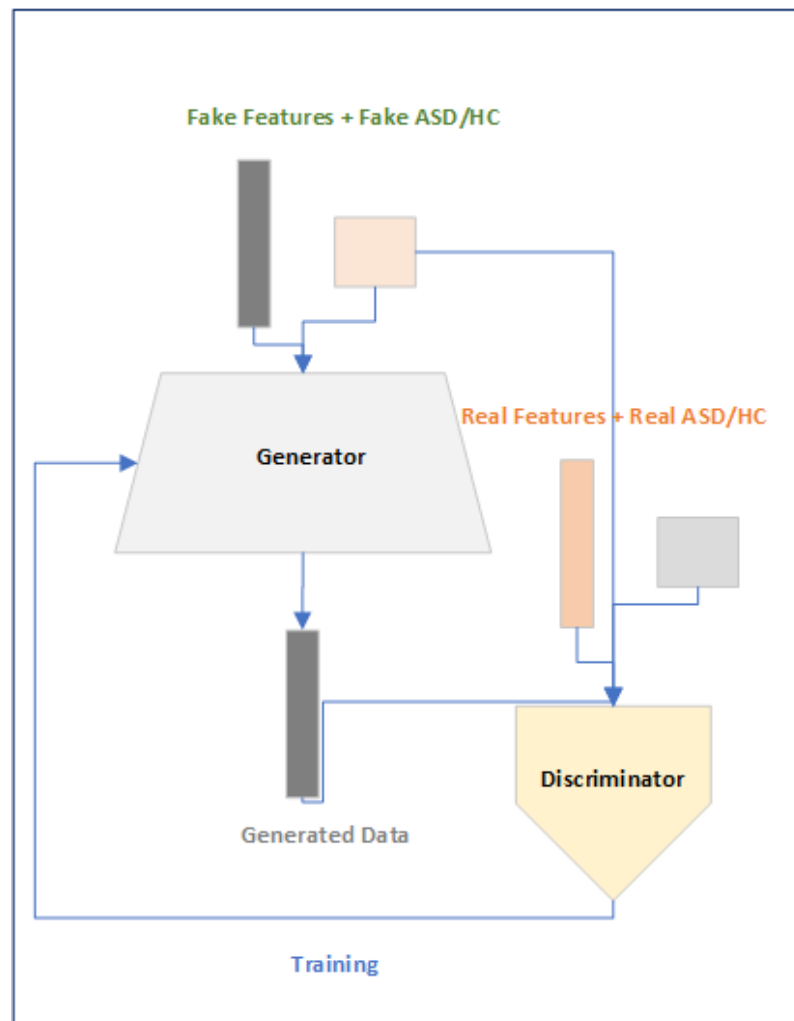 Fake Features + Fake ASD/HC
Generator
Real Features + Real ASD/HC
Discriminator
Generated Data
Training